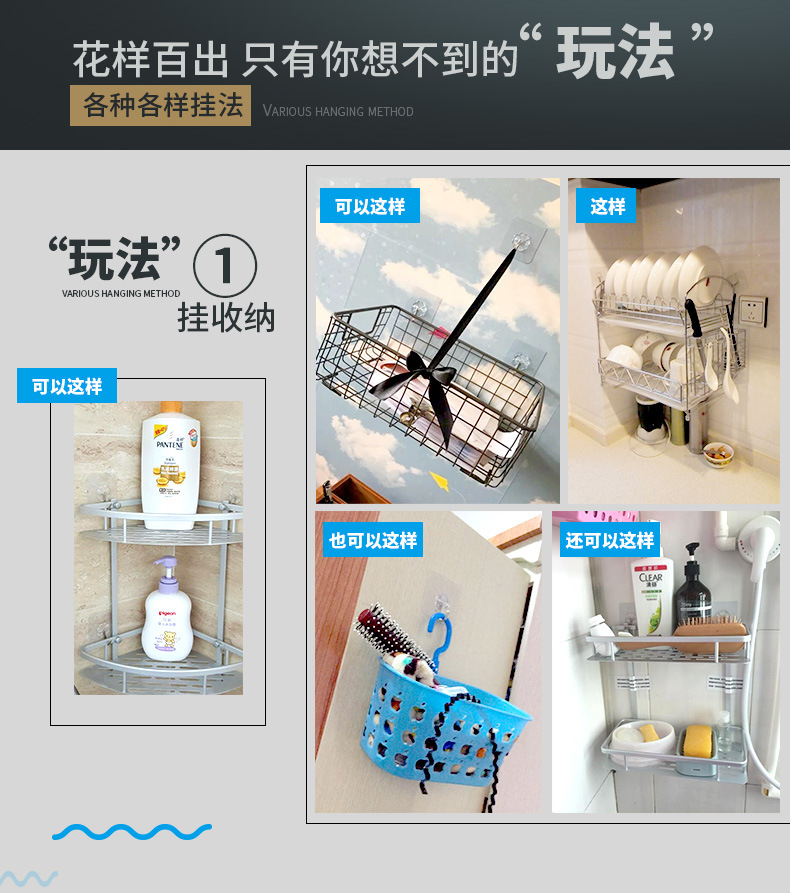 花样百出 只有你想不到的“ 玩法 ”
各种各样挂法 VARIOUS HANGING METHOD
“玩法” 1
VARIOUS HANGING METHOD
挂收纳
可以这样
PANTENE
Pigeon
可以这样
这样
也可以这样
还可以这样
CLEAR
清扬